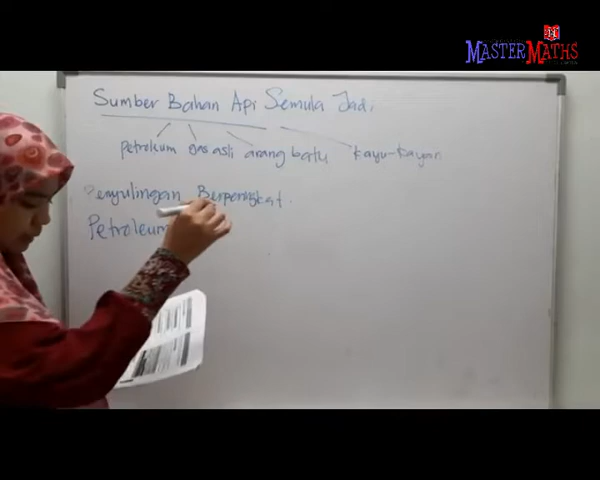 MASTER MATHS
Sumber Bahan Api Semula Jadi
petroleum gas asli arang batu kayu-kayan
Penyulingan Berperingkat
Petroleum